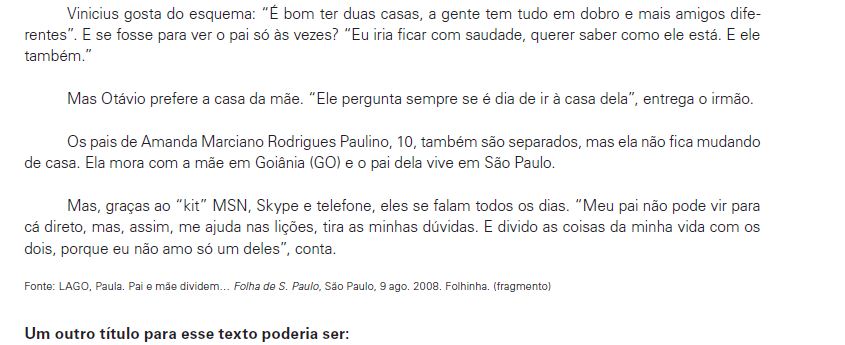 Vinicius gosta do esquema: “É bom ter duas casas, a gente tem tudo em dobro e mais amigos dife-
rentes”. E se fosse para ver o pai só às vezes? “Eu iria ficar com saudade, querer saber como ele está. E ele
também.”
Mas Otávio prefere a casa da mãe. “Ele pergunta sempre se é dia de ir à casa dela”, entrega o irmão.
Os pais de Amanda Marciano Rodrigues Paulino, 10, também são separados, mas ela não fica mudando
de casa. Ela mora com a mãe em Goiânia (GO) e o pai dela vive em São Paulo.
Mas, graças ao “kit” MSN, Skype e telefone, eles se falam todos os dias. “Meu pai não pode vir para
cá direto, mas, assim, me ajuda nas lições, tira as minhas dúvidas. E divido as coisas da minha vida com os
dois, porque eu não amo só um deles”, conta.
Fonte: LAGO, Paula. Pai e mãe dividem... Folha de S. Paulo, São Paulo, 9 ago. 2008. Folhinha. (fragmento)
Um outro título para esse texto poderia ser: